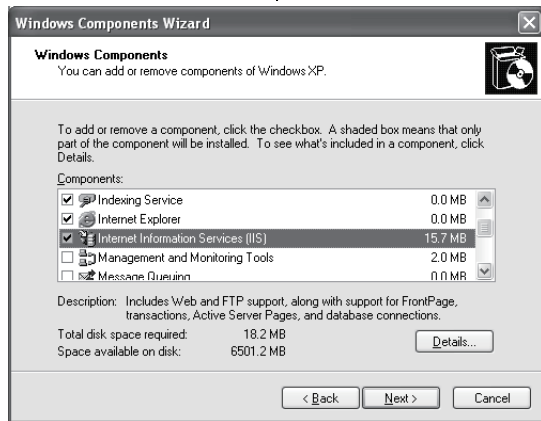 Windows Components Wizard
Windows Components
You can add or remove components of Windows XP.
To add or remove a component, click the checkbox. A shaded box means that only
part of the component will be installed. To see what's included in a component, click
Details.
Components:
Indexing Service 0.0 MB
Internet Explorer 0.0 MB
Internet Information Services (IIS) 15.7 MB
Management and Monitoring Tools 2.0 MB
Message Queuing 0.0 MB
Description: Includes Web and FTP support, along with support for FrontPage,
transactions, Active Server Pages, and database connections.
Total disk space required: 18.2 MB
Space available on disk: 6501.2 MB
Details...
< Back Next > Cancel